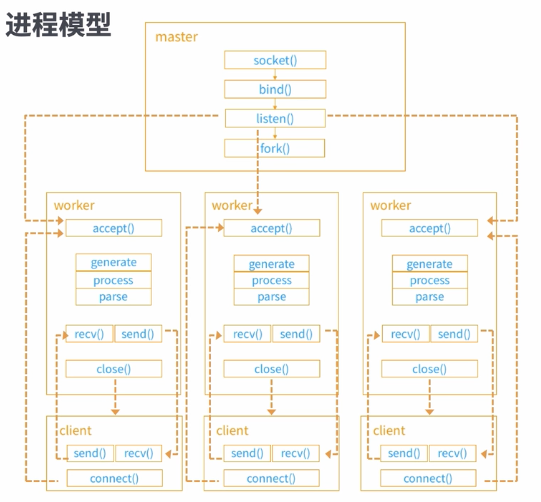 进程模型
master
socket()
bind()
listen()
fork()
worker
accept()
generate
process
parse
recv() send()
close()
client
send() recv()
connect()
worker
accept()
generate
process
parse
recv() send()
close()
client
send() recv()
connect()
worker
accept()
generate
process
parse
recv() send()
close()
client
send() recv()
connect()